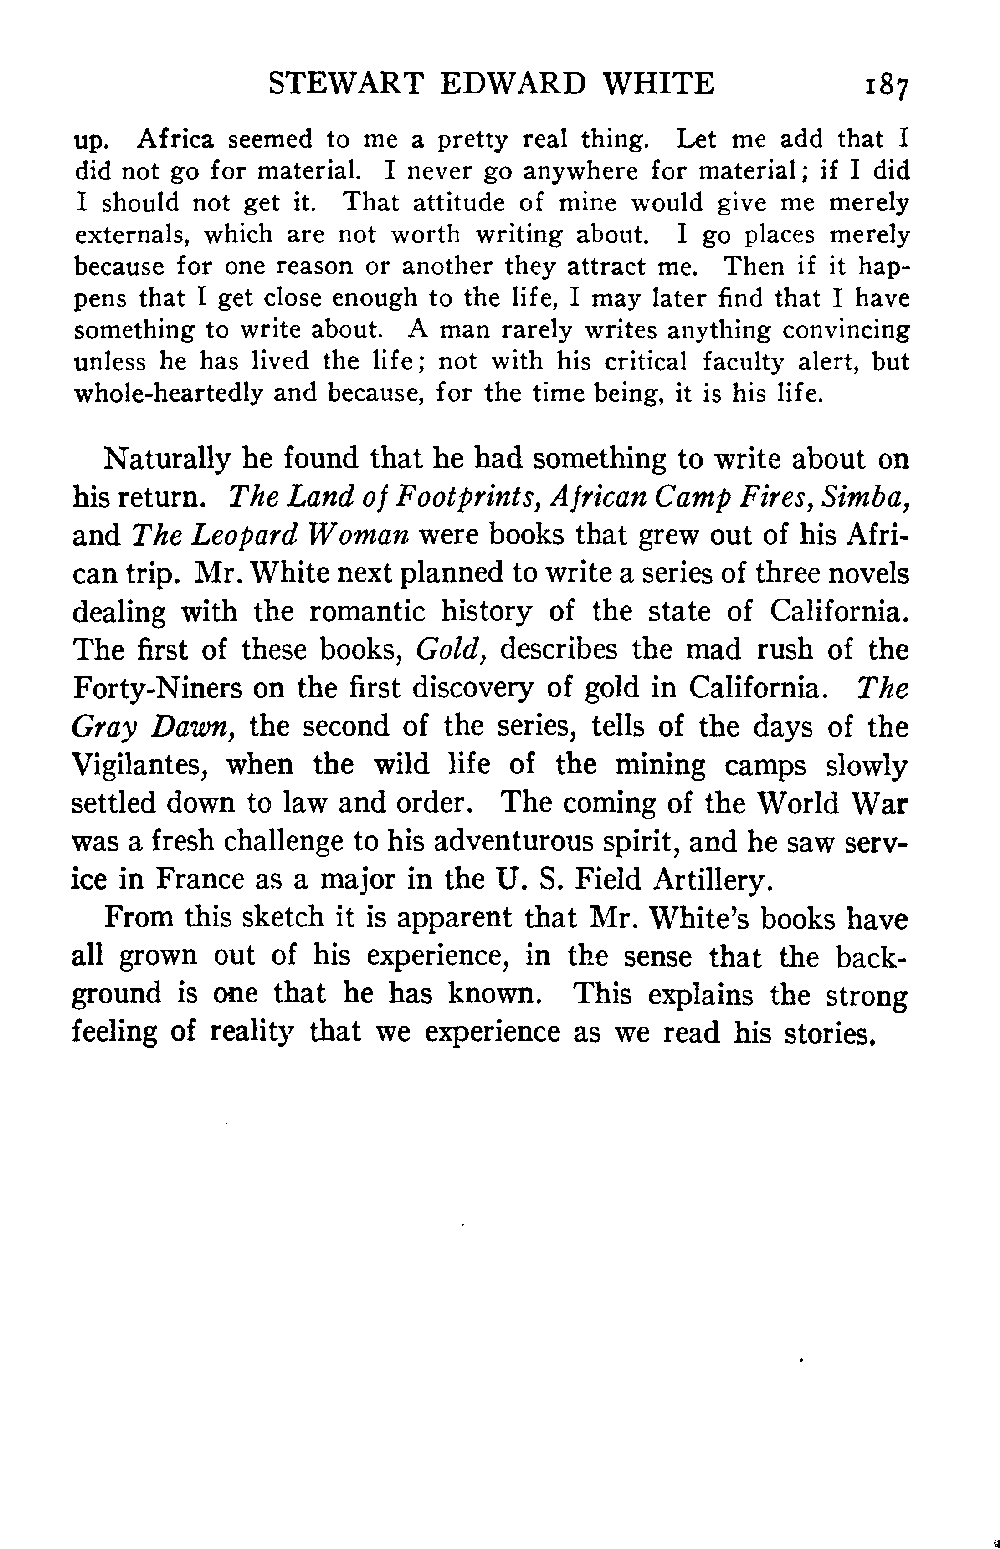 STEWART EDWARD WHITE 187
up. Africa seemed to me a pretty real thing. Let me add that I
did not go for material. I never go anywhere for material; if I did
I should not get it. That attitude of mine would give me merely
externals, which are not worth writing about. I go places merely
because for one reason or another they attract me. Then if it hap-
pens that I get close enough to the life, I may later find that I have
something to write about. A man rarely writes anything convincing
unless he has lived the life; not with his critical faculty alert, but
whole-heartedly and because, for the time being, it is his life.
Naturally he found that he had something to write about on
his return. The Land of Footprints, African Camp Fires, Simba,
and The Leopard Woman were books that grew out of his Afri-
can trip. Mr. White next planned to write a series of three novels
dealing with the romantic history of the state of California.
The first of these books, Gold, describes the mad rush of the
Forty-Niners on the first discovery of gold in California. The
Gray Dawn, the second of the series, tells of the days of the
Vigilantes, when the wild life of the mining camps slowly
settled down to law and order. The coming of the World War
was a fresh challenge to his adventurous spirit, and he saw serv-
ice in France as a major in the U. S. Field Artillery.
From this sketch it is apparent that Mr. White's books have
all grown out of his experience, in the sense that the back-
ground is one that he has known. This explains the strong
feeling of reality that we experience as we read his stories.